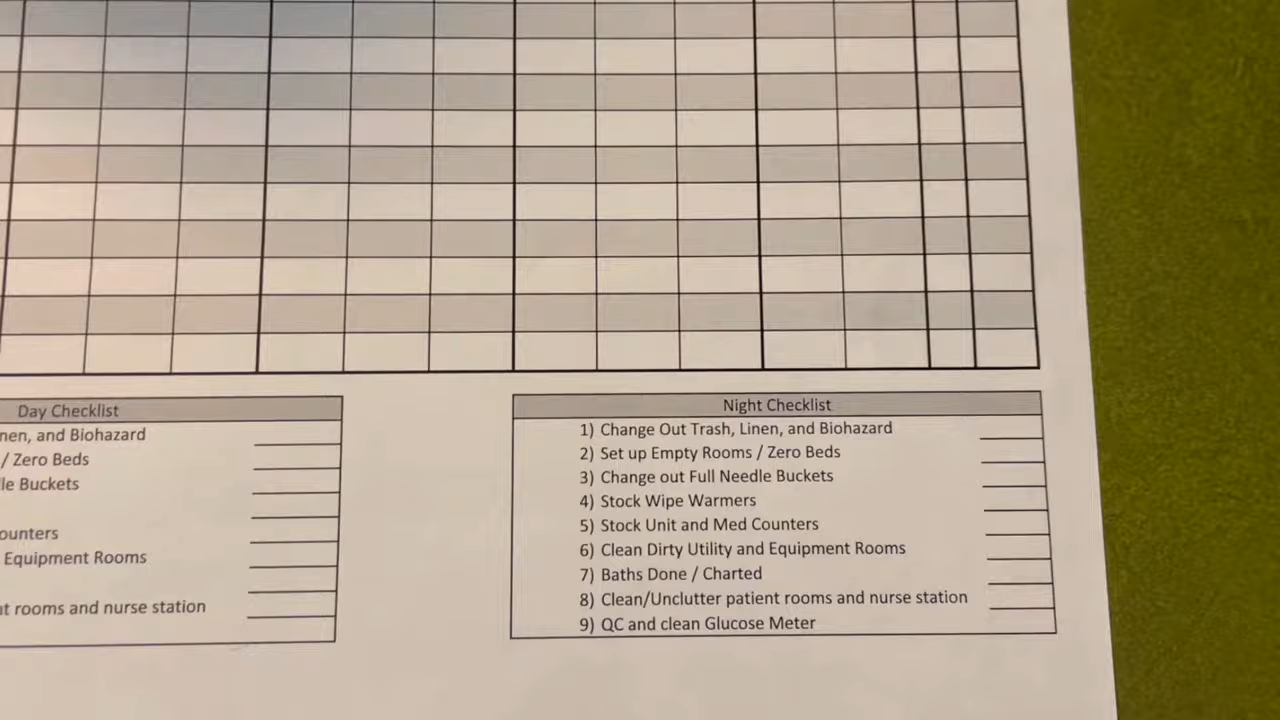 Day Checklist
nen, and Biohazard
/ Zero Beds
le Buckets
ounters
Equipment Rooms
nt rooms and nurse station
Night Checklist
1) Change Out Trash, Linen, and Biohazard
2) Set up Empty Rooms / Zero Beds
3) Change out Full Needle Buckets
4) Stock Wipe Warmers
5) Stock Unit and Med Counters
6) Clean Dirty Utility and Equipment Rooms
7) Baths Done / Charted
8) Clean/Unclutter patient rooms and nurse station
9) QC and clean Glucose Meter